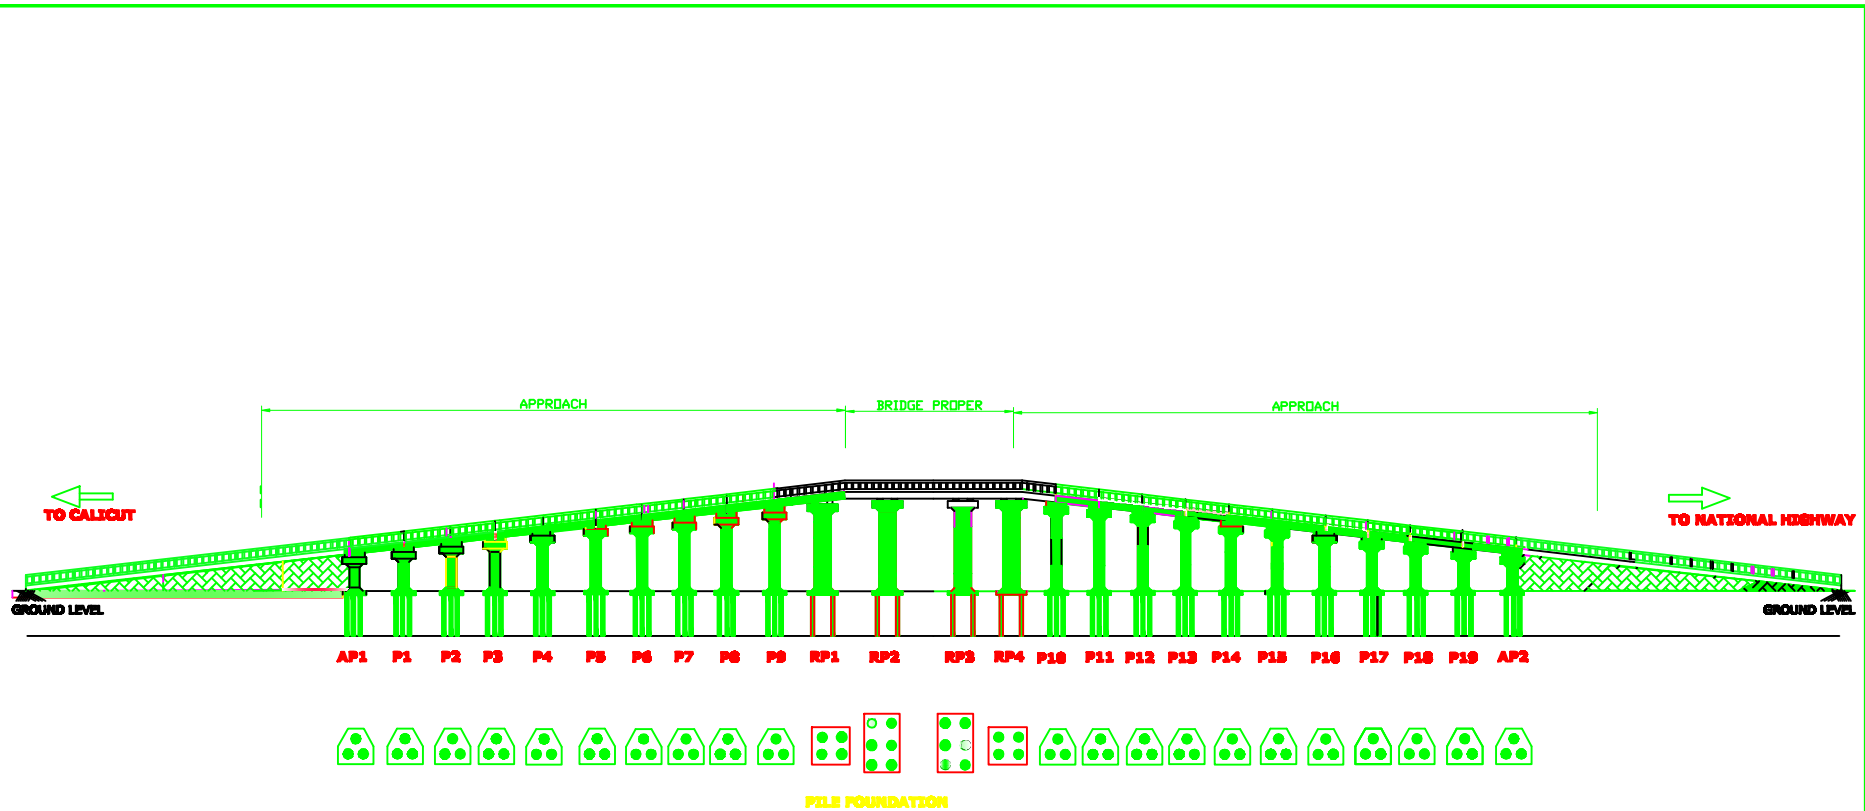 APPROACH
BRIDGE PROPER
APPROACH
TO CALICUT
TO NATIONAL HIGHWAY
GROUND LEVEL
GROUND LEVEL
AP1 P1 P2 P3 P4 P5 P6 P7 P8 P9 RP1 RP2 RP3 RP4 P10 P11 P12 P13 P14 P15 P16 P17 P18 P19 AP2
PILE FOUNDATION